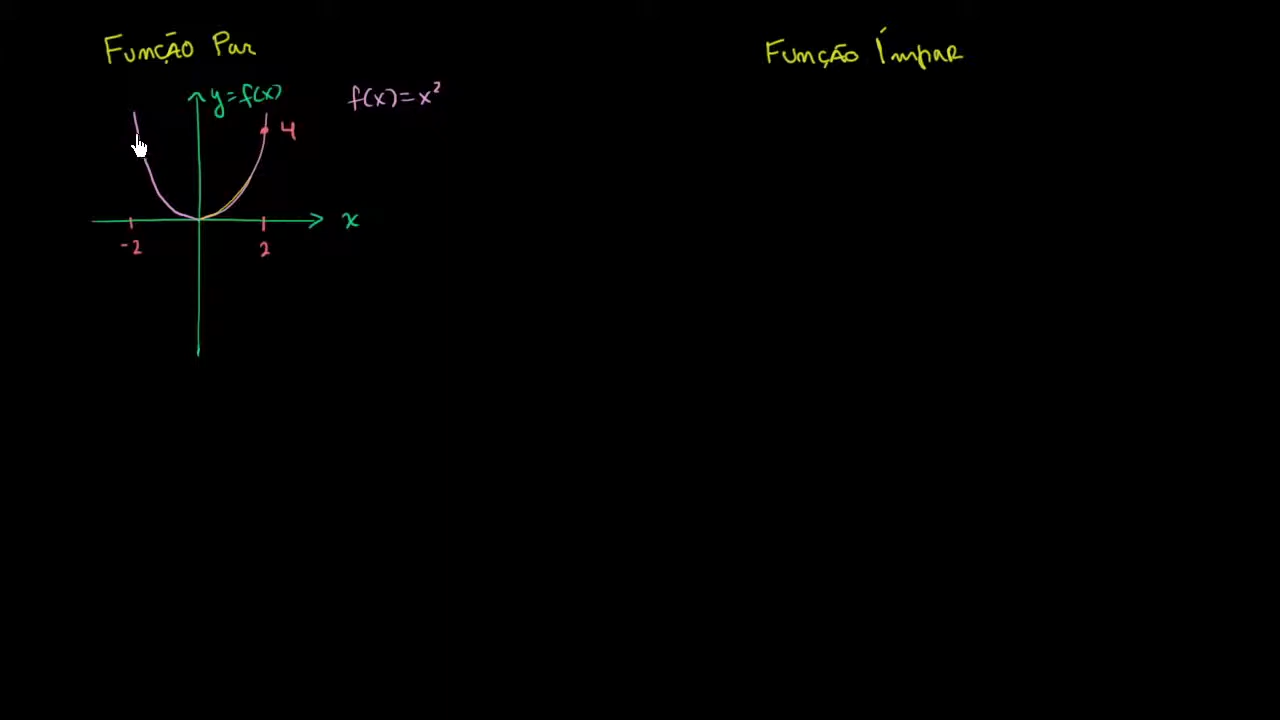 Função Par
Função Ímpar
y=f(x)
f(x)=x²
4
x
-2
2